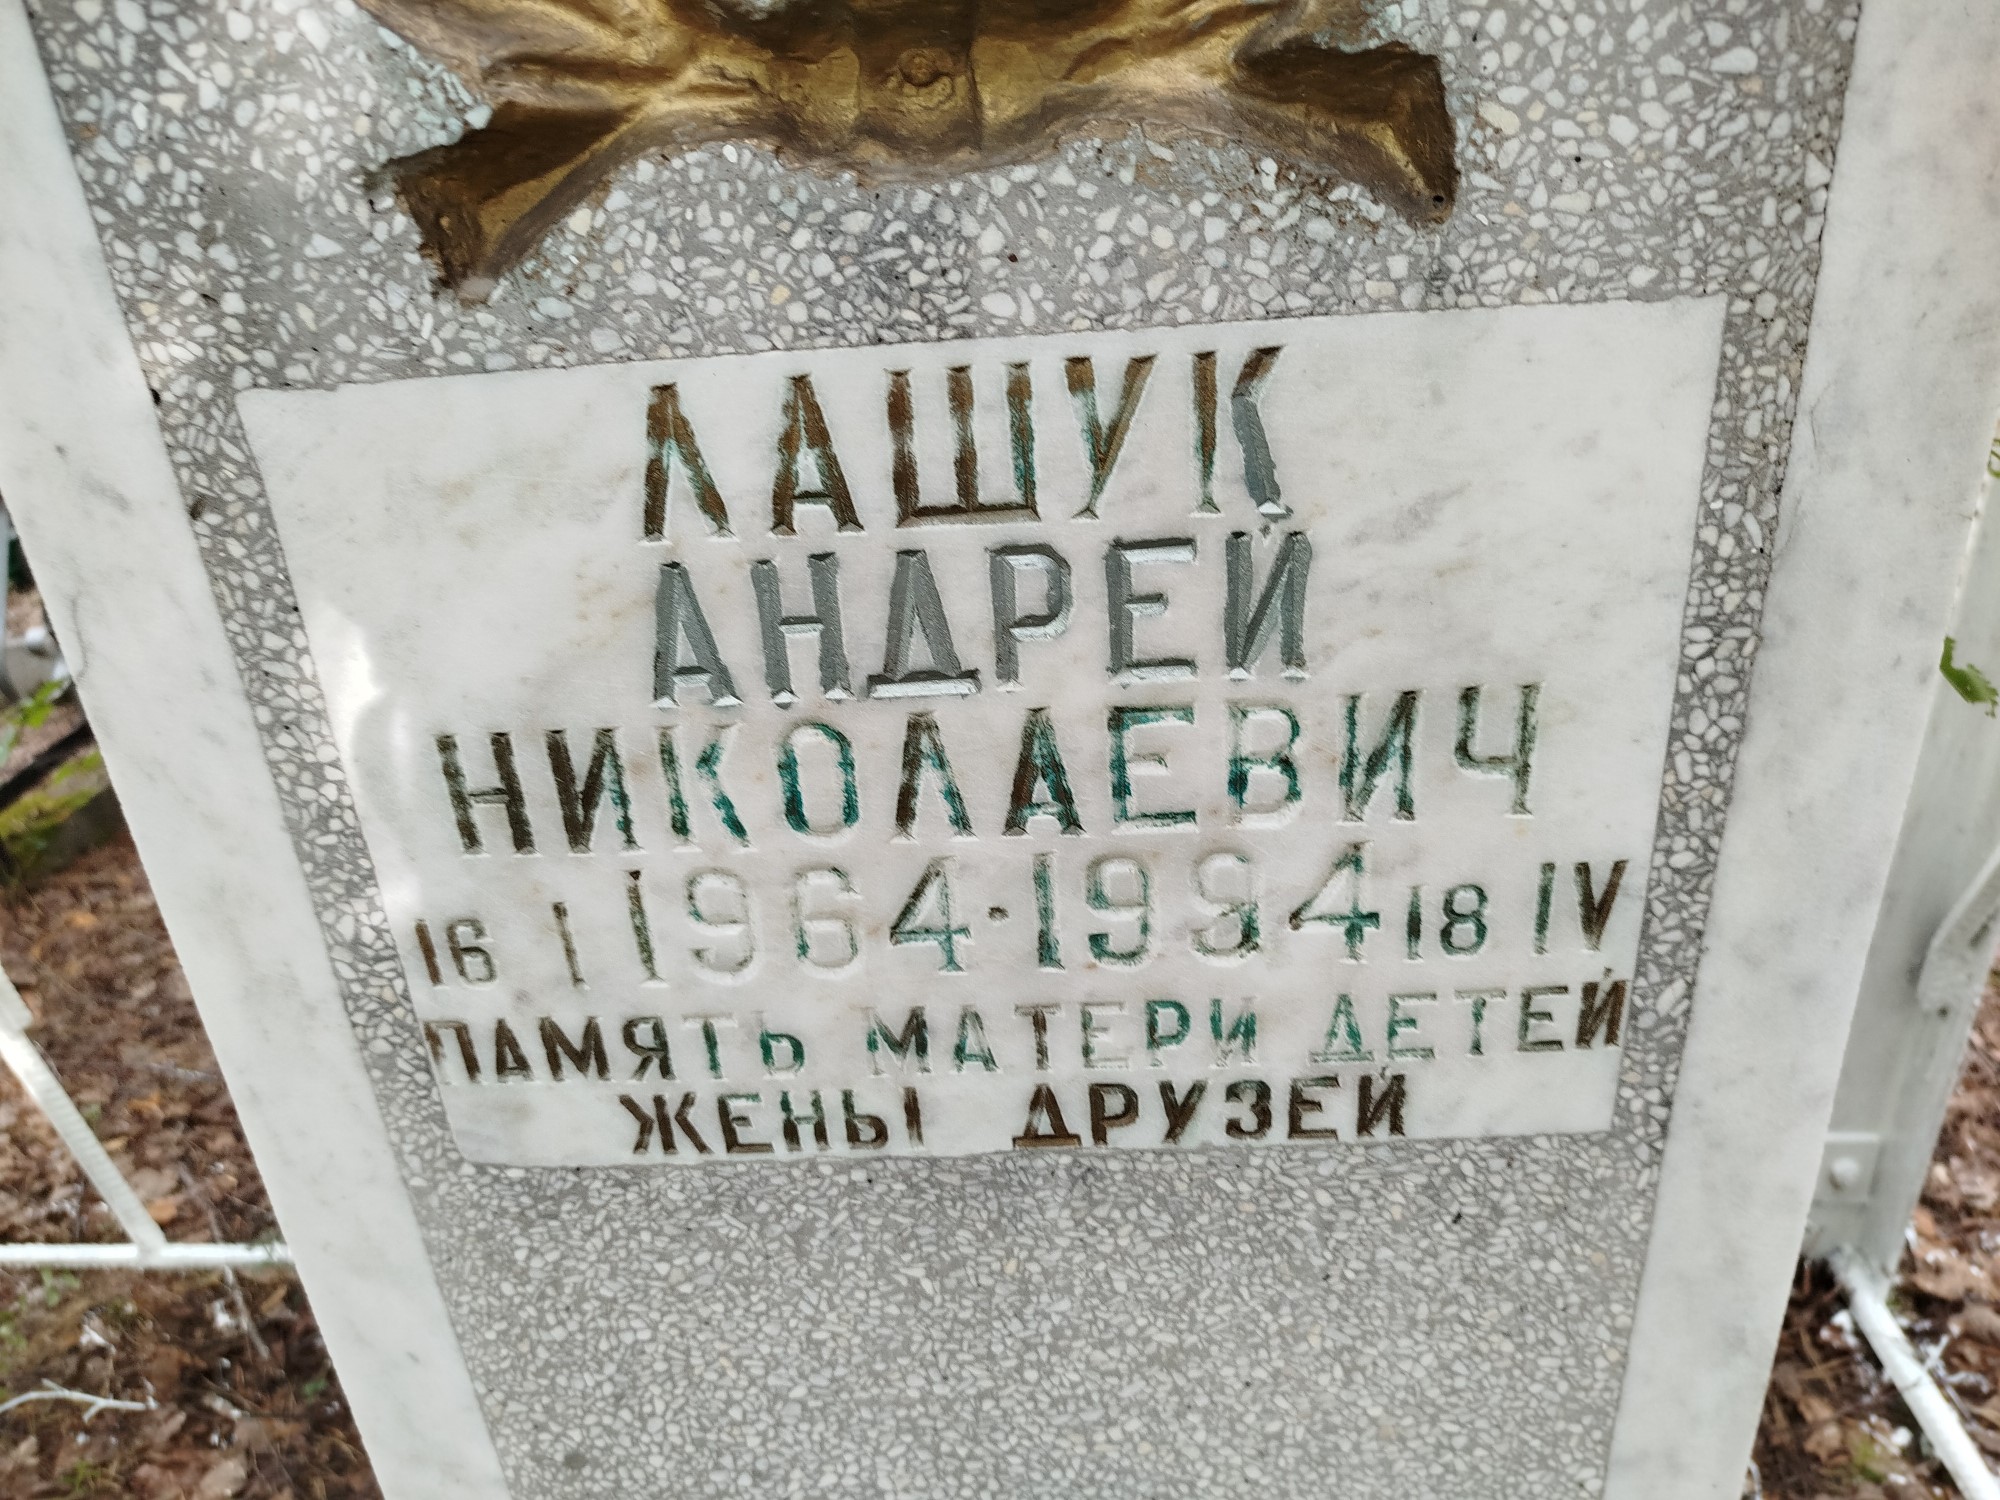 ЛАШУК
АНДРЕЙ
НИКОЛАЕВИЧ
16 I 1964·1994 18 IV
ПАМЯТЬ МАТЕРИ ДЕТЕЙ
ЖЕНЫ ДРУЗЕЙ